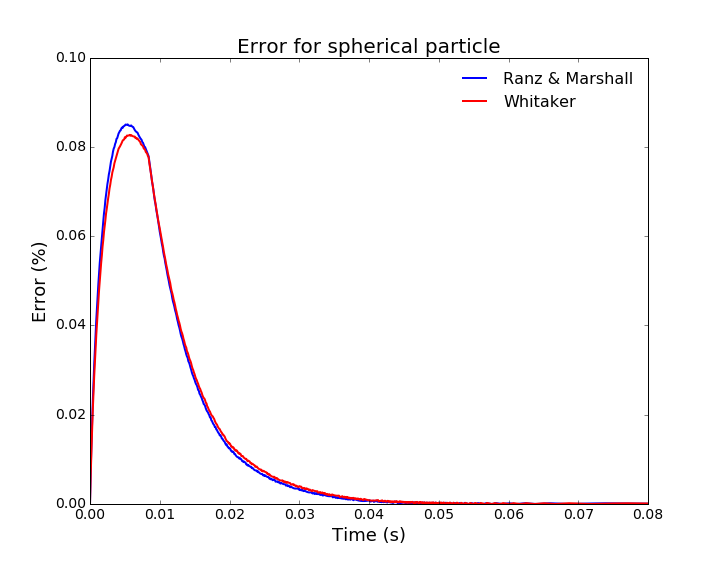 Error for spherical particle
Ranz & Marshall
Whitaker
Error (%)
0.10
0.08
0.06
0.04
0.02
0.00
0.00 0.01 0.02 0.03 0.04 0.05 0.06 0.07 0.08
Time (s)